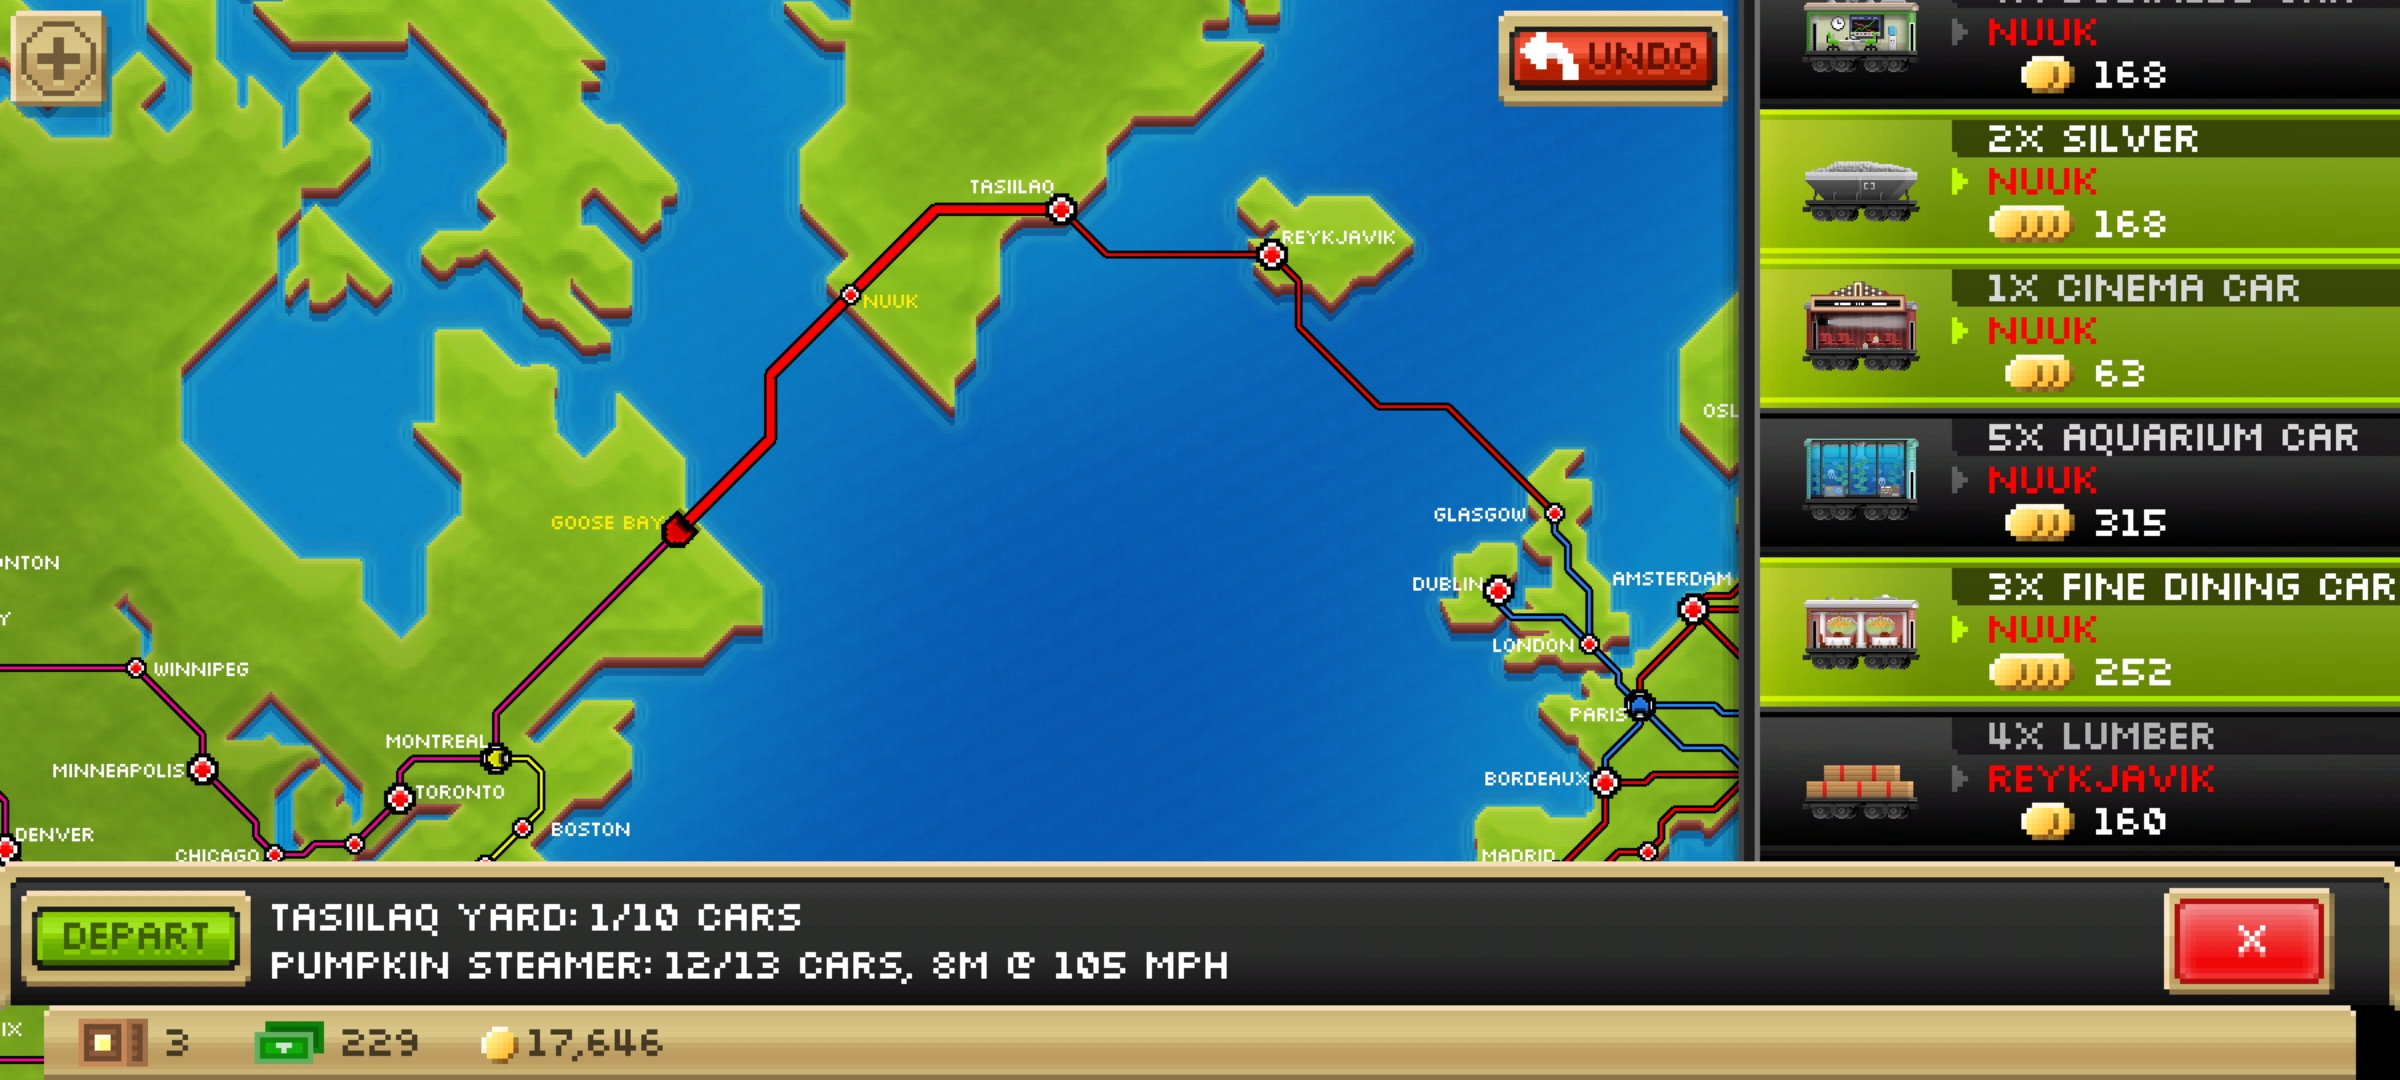 UNDO
NUUK
168
2X SILVER
NUUK
168
1X CINEMA CAR
NUUK
63
5X AQUARIUM CAR
NUUK
315
3X FINE DINING CAR
NUUK
252
4X LUMBER
REYKJAVIK
160
TASIILAQ
REYKJAVIK
NUUK
OSL
GLASGOW
GOOSE BAY
ONTON
DUBLIN
AMSTERDAM
Y
LONDON
WINNIPEG
PARIS
MONTREAL
MINNEAPOLIS
BORDEAUX
TORONTO
DENVER
BOSTON
CHICAGO
MADRID
DEPART
TASIILAQ YARD: 1/10 CARS
PUMPKIN STEAMER: 12/13 CARS, 8M @ 105 MPH
X
IX
3
229
17,646